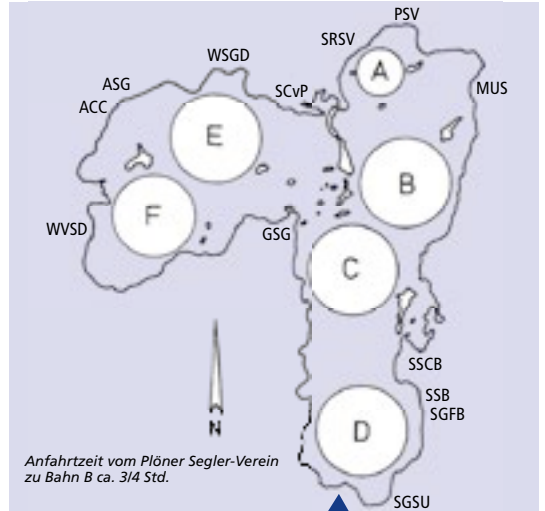 PSV
SRSV
A
WSGD
SCvP
MUS
ASG
ACC
E
B
F
WVSD
GSG
C
SSCB
SSB
SGFB
D
N
Anfahrtzeit vom Plöner Segler-Verein
zu Bahn B ca. 3/4 Std.
SGSU